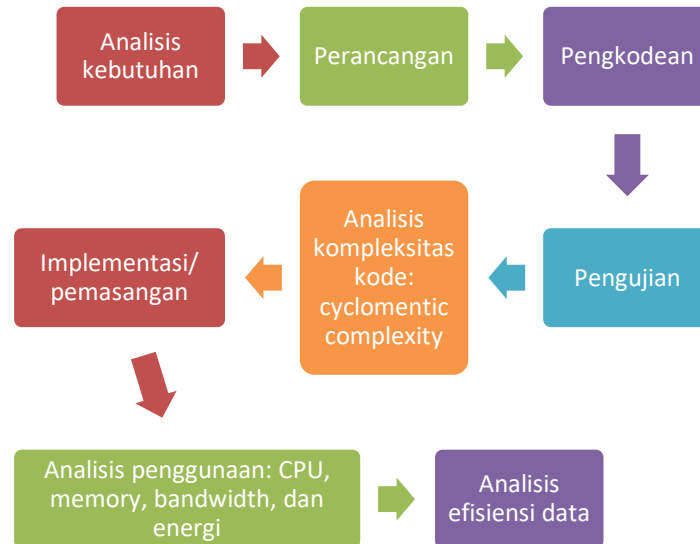 Analisis
kebutuhan
Perancangan
Pengkodean
Pengujian
Analisis
kompleksitas
kode:
cyclomentic
complexity
Implementasi/
pemasangan
Analisis penggunaan: CPU,
memory, bandwidth, dan
energi
Analisis
efisiensi data